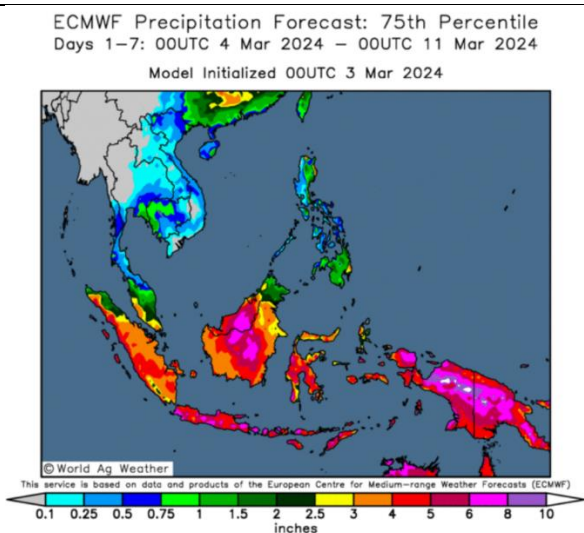 ECMWF Precipitation Forecast: 75th Percentile
Days 1–7: 00UTC 4 Mar 2024 – 00UTC 11 Mar 2024
Model Initialized 00UTC 3 Mar 2024
© World Ag Weather
This service is based on data and products of the European Centre for Medium-range Weather Forecasts (ECMWF)
0.1 0.25 0.5 0.75 1 1.5 2 2.5 3 4 5 6 8 10
inches